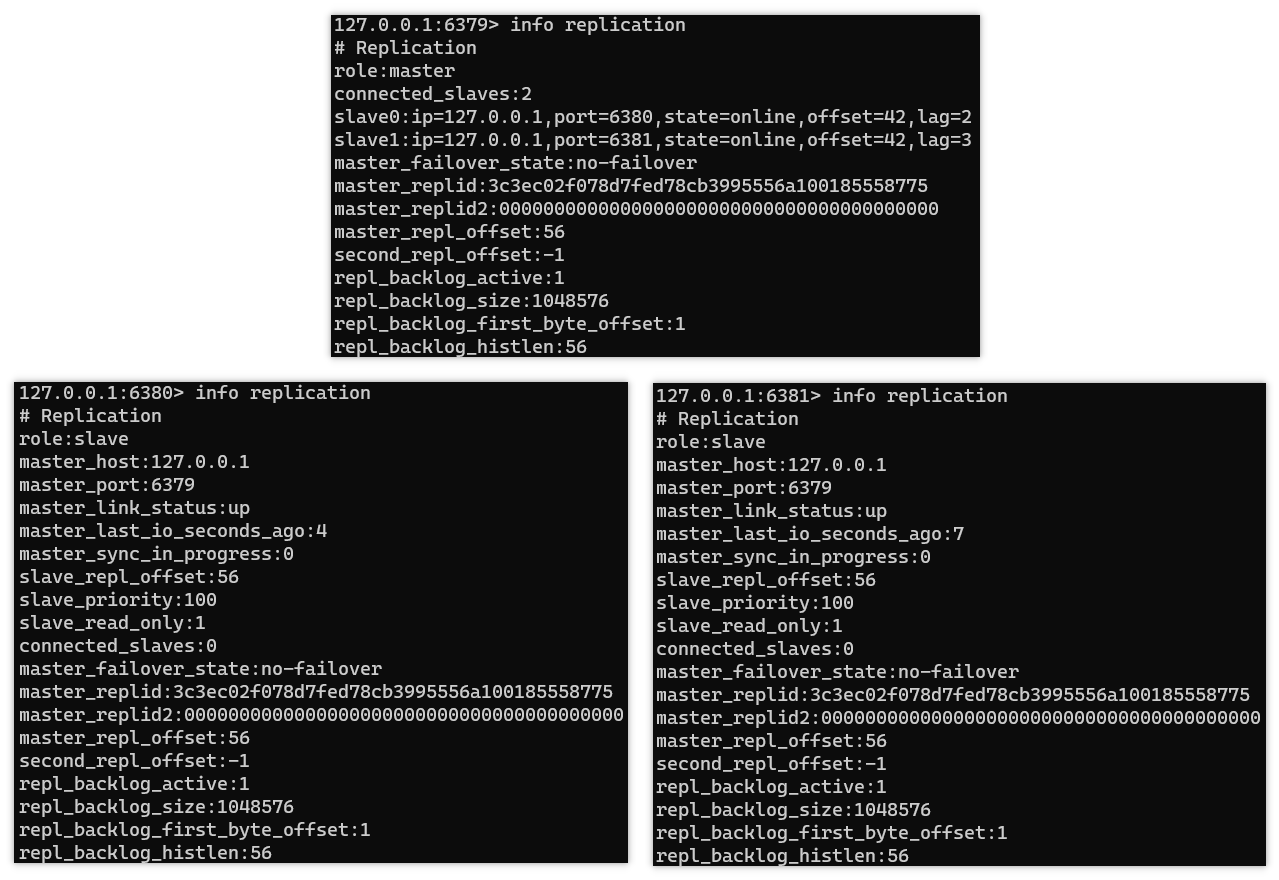 127.0.0.1:6379> info replication
# Replication
role:master
connected_slaves:2
slave0:ip=127.0.0.1,port=6380,state=online,offset=42,lag=2
slave1:ip=127.0.0.1,port=6381,state=online,offset=42,lag=3
master_failover_state:no-failover
master_replid:3c3ec02f078d7fed78cb3995556a100185558775
master_replid2:0000000000000000000000000000000000000000
master_repl_offset:56
second_repl_offset:-1
repl_backlog_active:1
repl_backlog_size:1048576
repl_backlog_first_byte_offset:1
repl_backlog_histlen:56
127.0.0.1:6380> info replication
# Replication
role:slave
master_host:127.0.0.1
master_port:6379
master_link_status:up
master_last_io_seconds_ago:4
master_sync_in_progress:0
slave_repl_offset:56
slave_priority:100
slave_read_only:1
connected_slaves:0
master_failover_state:no-failover
master_replid:3c3ec02f078d7fed78cb3995556a100185558775
master_replid2:0000000000000000000000000000000000000000
master_repl_offset:56
second_repl_offset:-1
repl_backlog_active:1
repl_backlog_size:1048576
repl_backlog_first_byte_offset:1
repl_backlog_histlen:56
127.0.0.1:6381> info replication
# Replication
role:slave
master_host:127.0.0.1
master_port:6379
master_link_status:up
master_last_io_seconds_ago:7
master_sync_in_progress:0
slave_repl_offset:56
slave_priority:100
slave_read_only:1
connected_slaves:0
master_failover_state:no-failover
master_replid:3c3ec02f078d7fed78cb3995556a100185558775
master_replid2:0000000000000000000000000000000000000000
master_repl_offset:56
second_repl_offset:-1
repl_backlog_active:1
repl_backlog_size:1048576
repl_backlog_first_byte_offset:1
repl_backlog_histlen:56